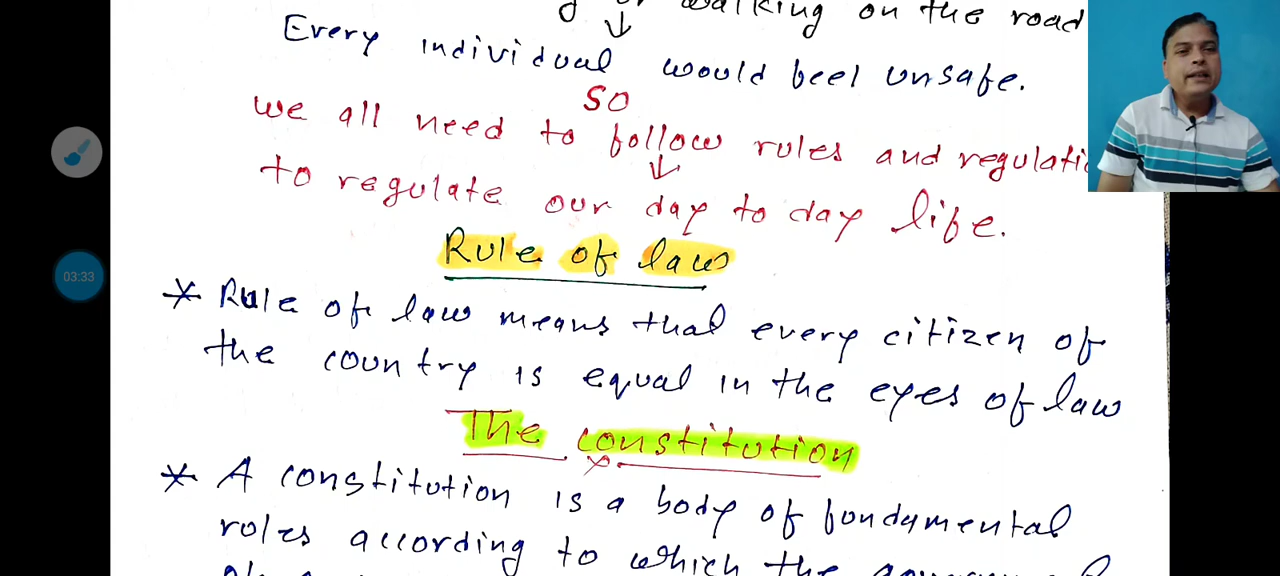 walking on the road
Every individual would feel unsafe.
So
we all need to follow rules and
to regulate our day to day life.
Rule of law
* Rule of law means that every citizen of
the country is equal in the eyes of law
The constitution
* A constitution is a body of fundamental
rules according to which the
03:33